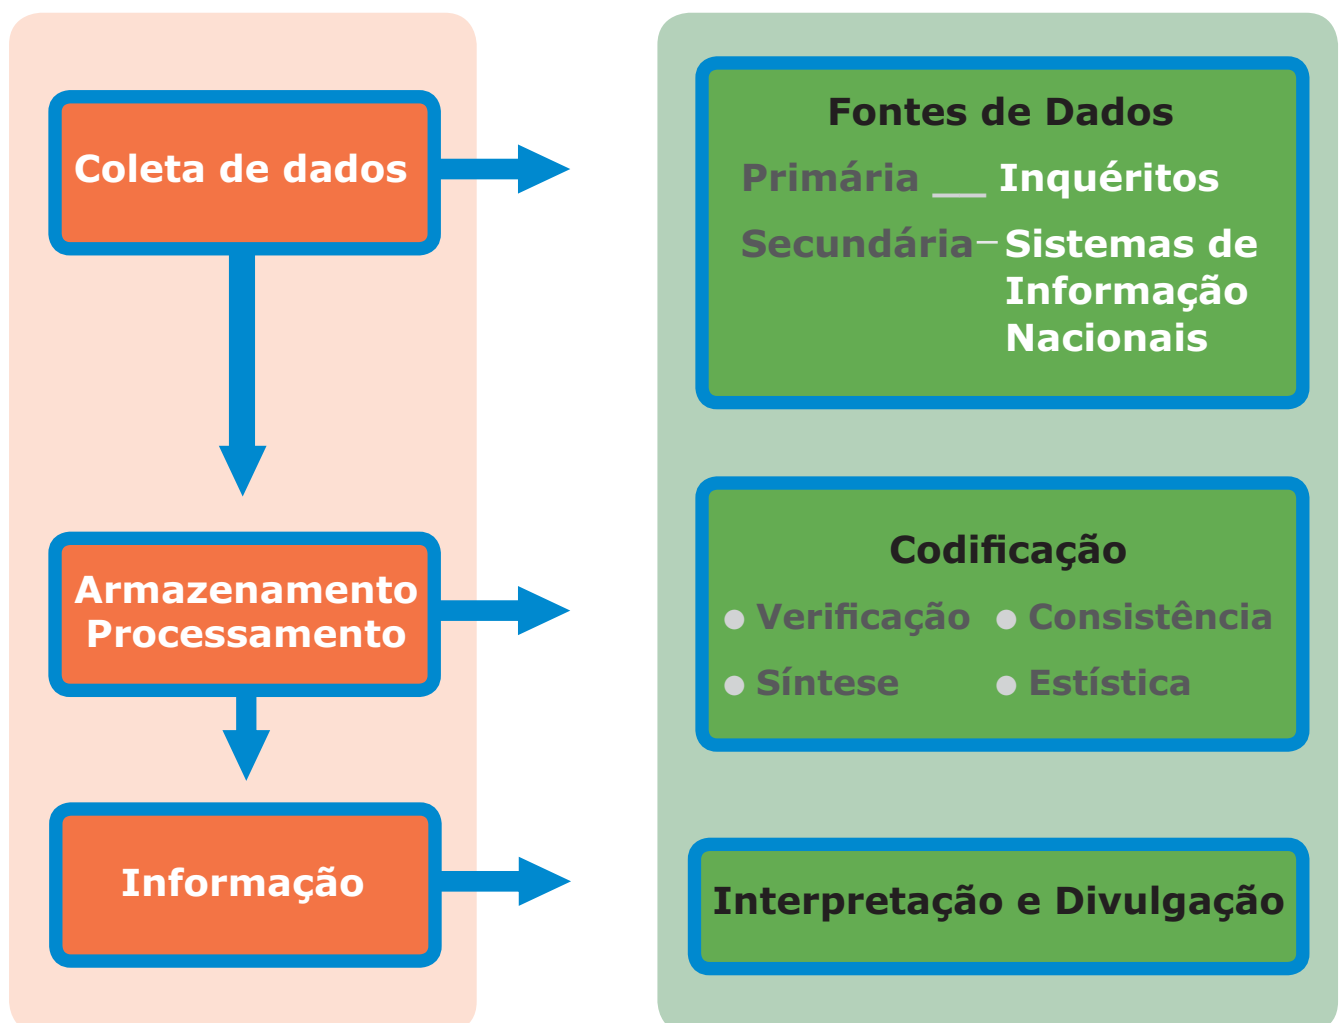 Coleta de dados
Fontes de Dados
Primária ___ Inquéritos
Secundária – Sistemas de
Informação
Nacionais
Armazenamento
Processamento
Codificação
● Verificação ● Consistência
● Síntese ● Estística
Informação
Interpretação e Divulgação